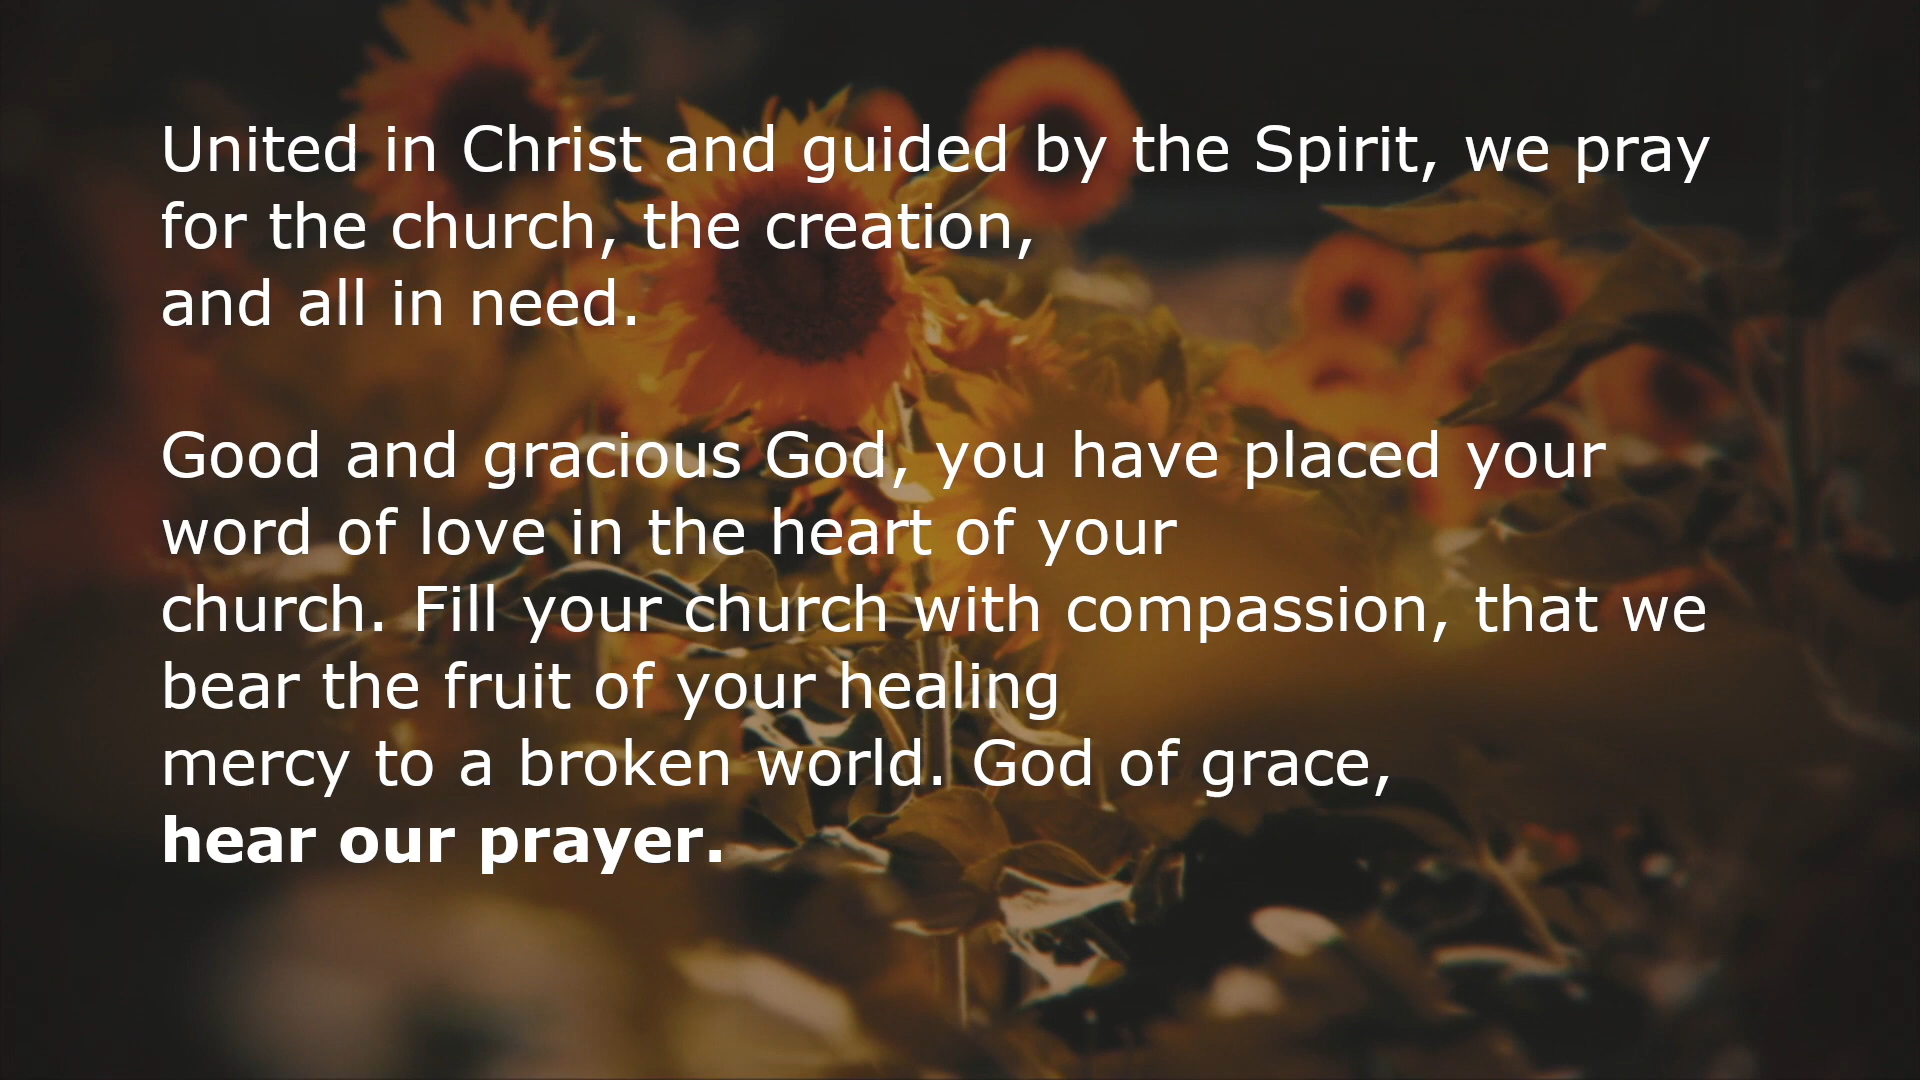 United in Christ and guided by the Spirit, we pray
for the church, the creation,
and all in need.
Good and gracious God, you have placed your
word of love in the heart of your
church. Fill your church with compassion, that we
bear the fruit of your healing
mercy to a broken world. God of grace,
hear our prayer.